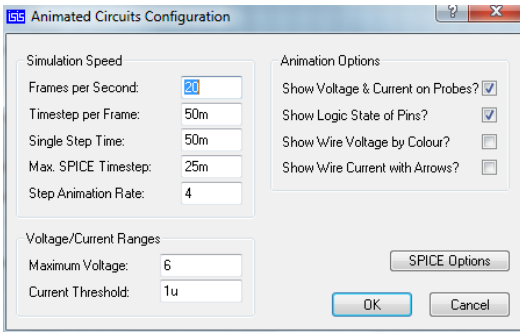 isis Animated Circuits Configuration
Simulation Speed
Frames per Second: 20
Timestep per Frame: 50m
Single Step Time: 50m
Max. SPICE Timestep: 25m
Step Animation Rate: 4
Voltage/Current Ranges
Maximum Voltage: 6
Current Threshold: 1u
Animation Options
Show Voltage & Current on Probes?
Show Logic State of Pins?
Show Wire Voltage by Colour?
Show Wire Current with Arrows?
SPICE Options
OK Cancel